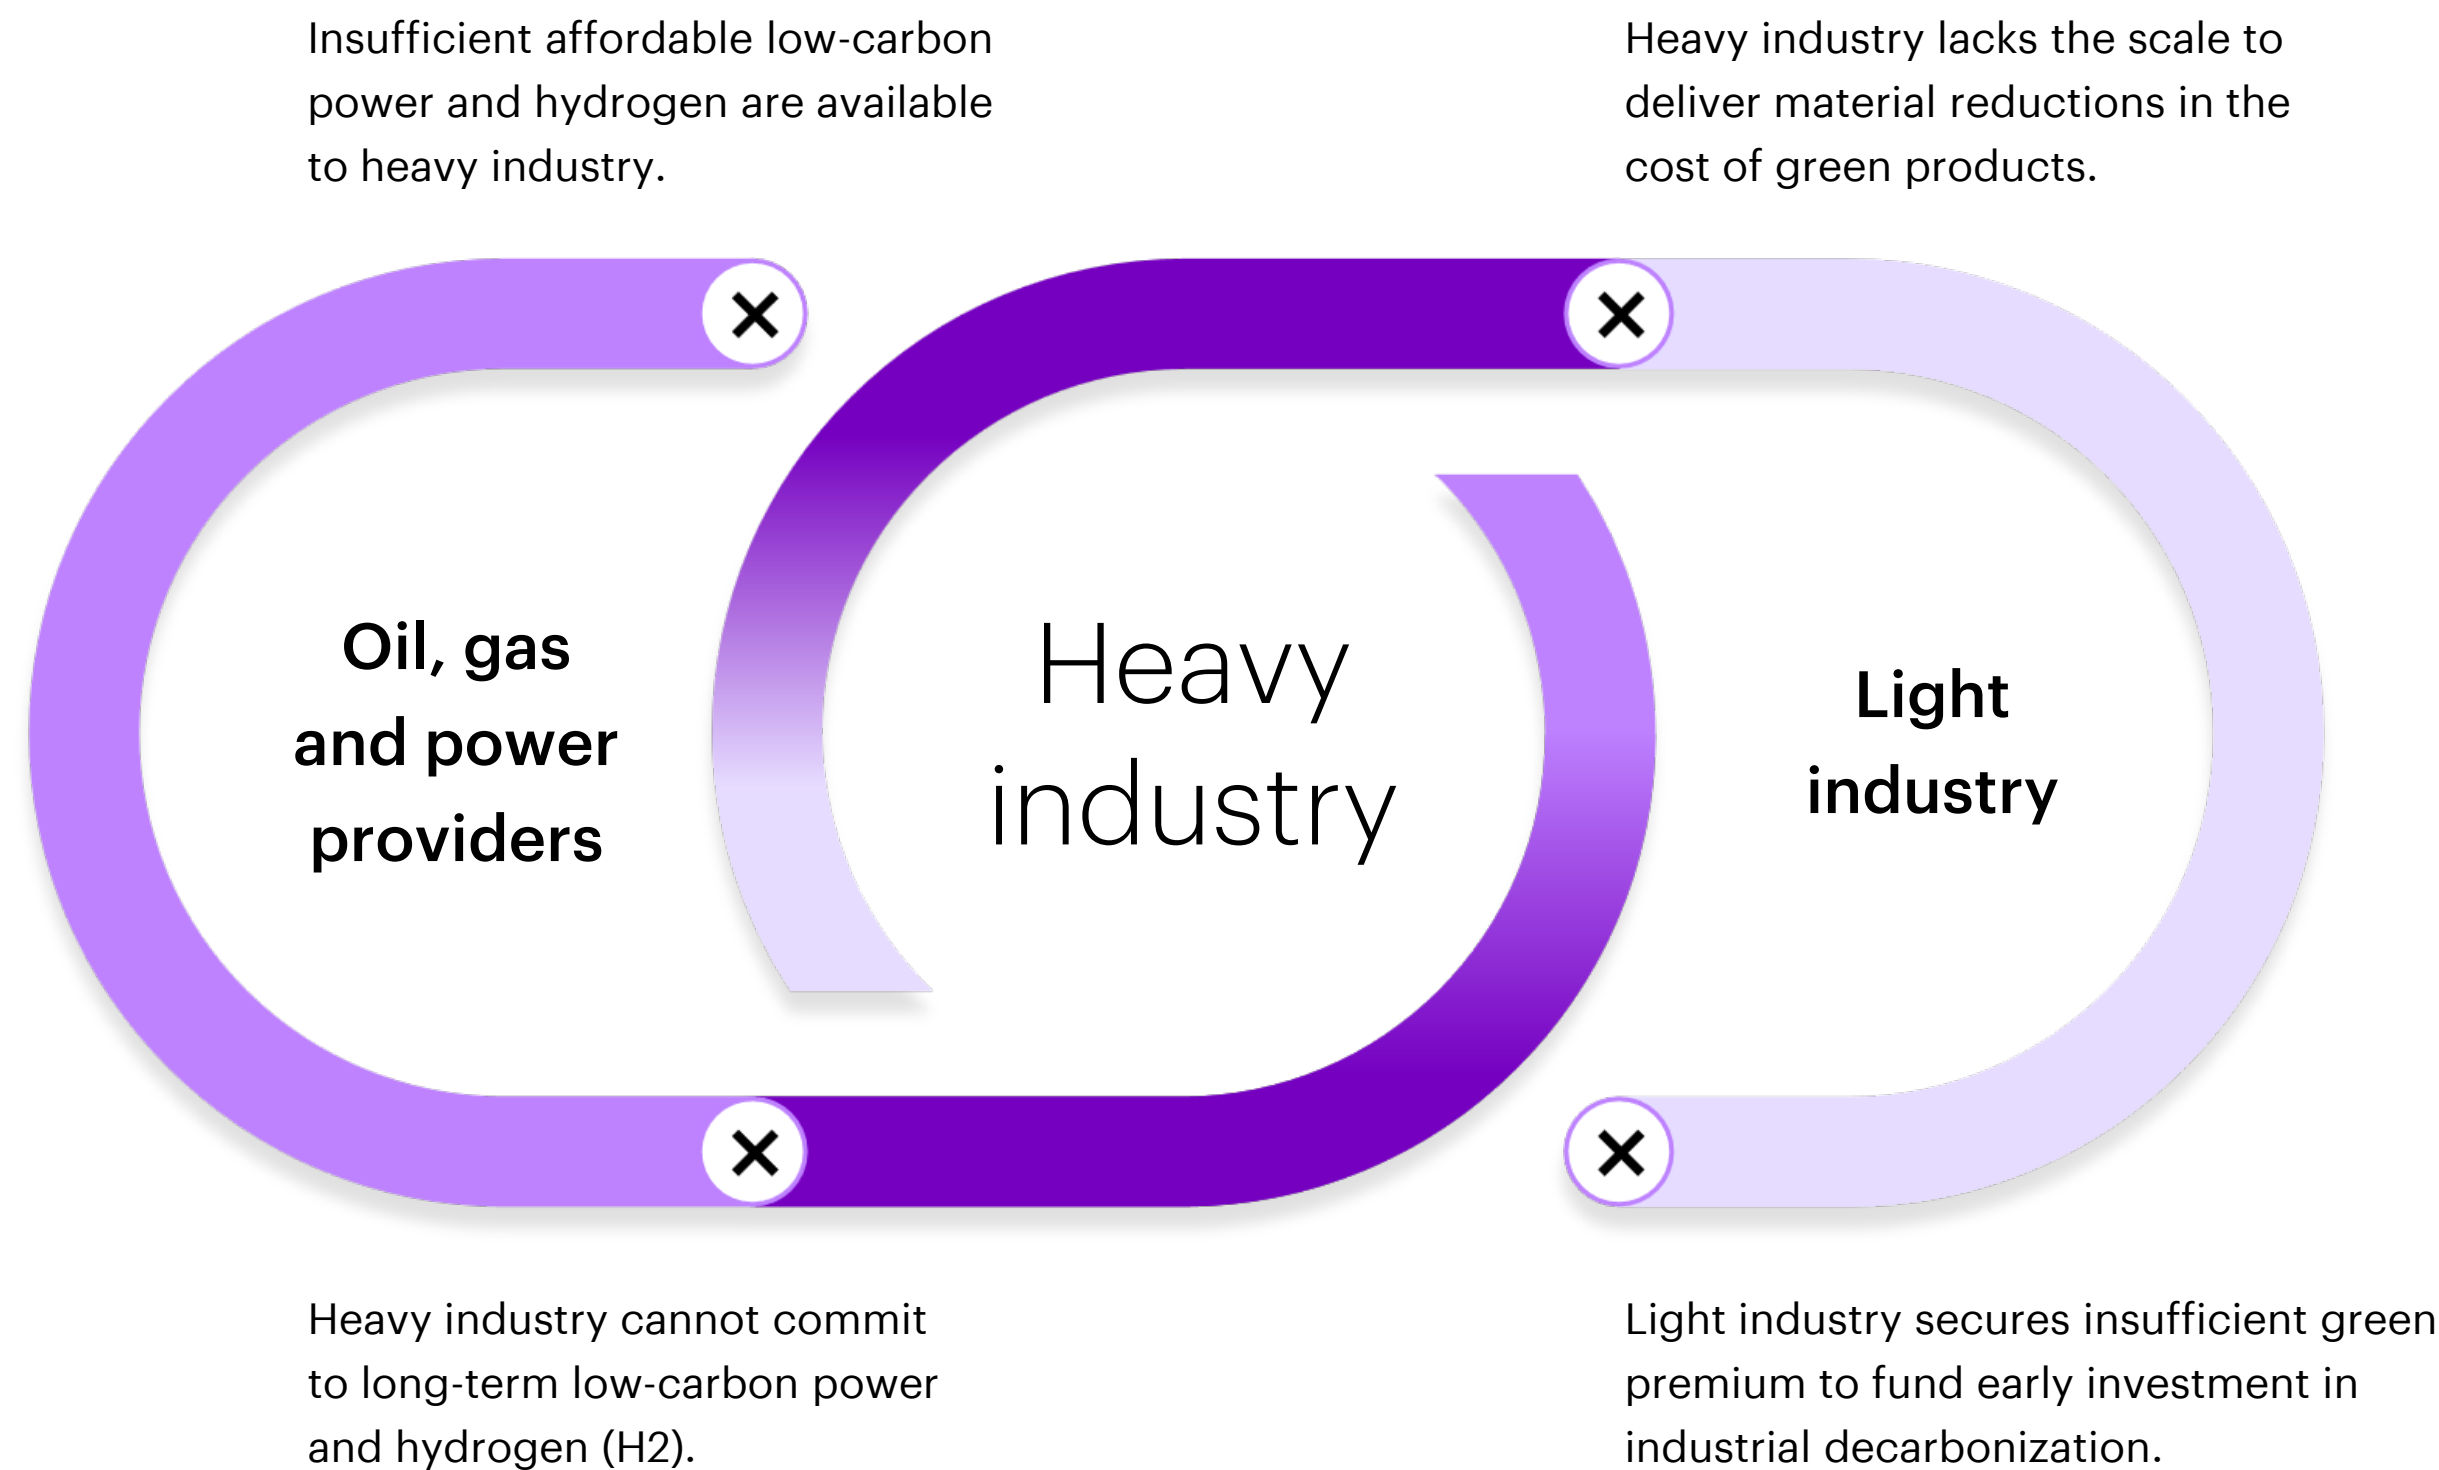 Insufficient affordable low-carbon
power and hydrogen are available
to heavy industry.
Heavy industry lacks the scale to
deliver material reductions in the
cost of green products.
Oil, gas
and power
providers
Heavy
industry
Light
industry
Heavy industry cannot commit
to long-term low-carbon power
and hydrogen (H2).
Light industry secures insufficient green
premium to fund early investment in
industrial decarbonization.